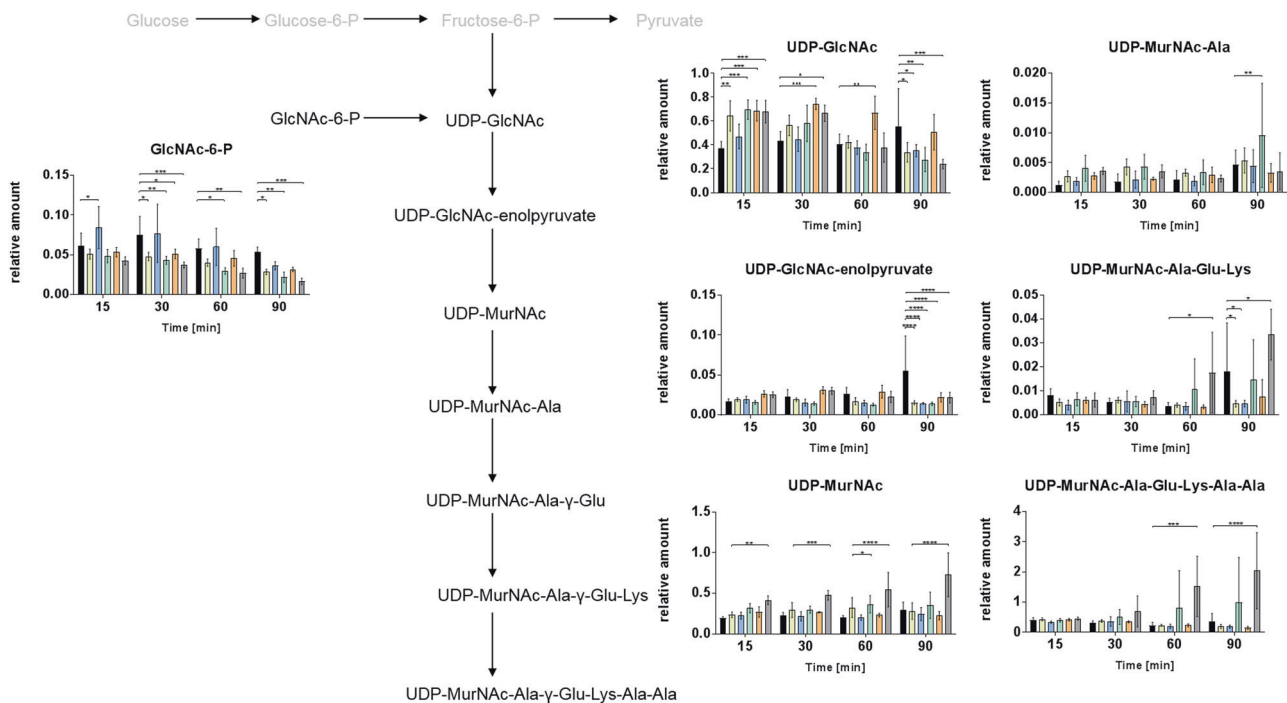 Glucose Glucose-6-P Fructose-6-P Pyruvate
GlcNAc-6-P UDP-GlcNAc
UDP-GlcNAc-enolpyruvate
UDP-MurNAc
UDP-MurNAc-Ala
UDP-MurNAc-Ala-γ-Glu
UDP-MurNAc-Ala-γ-Glu-Lys
UDP-MurNAc-Ala-γ-Glu-Lys-Ala-Ala
GlcNAc-6-P
relative amount
0.15
0.10
0.05
0.00
* * ** * *** * ** * ** ***
15 30 60 90
Time [min]
UDP-GlcNAc
relative amount
1.0
0.8
0.6
0.4
0.2
0.0
** *** *** *** *** * ** * * ** ***
15 30 60 90
Time [min]
UDP-MurNAc-Ala
relative amount
0.020
0.015
0.010
0.005
0.000
**
15 30 60 90
Time [min]
UDP-GlcNAc-enolpyruvate
relative amount
0.15
0.10
0.05
0.00
****
****
****
****
****
15 30 60 90
Time [min]
UDP-MurNAc-Ala-Glu-Lys
relative amount
0.05
0.04
0.03
0.02
0.01
0.00
* * * *
15 30 60 90
Time [min]
UDP-MurNAc
relative amount
1.5
1.0
0.5
0.0
** *** * **** ****
15 30 60 90
Time [min]
UDP-MurNAc-Ala-Glu-Lys-Ala-Ala
relative amount
4
3
2
1
0
*** ****
15 30 60 90
Time [min]